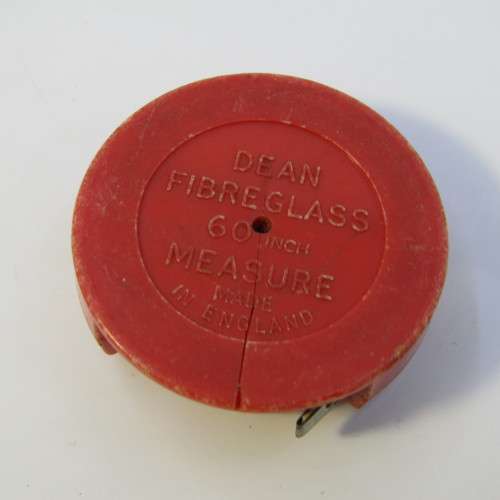 DEAN
FIBREGLASS
60 INCH
MEASURE
MADE
IN ENGLAND